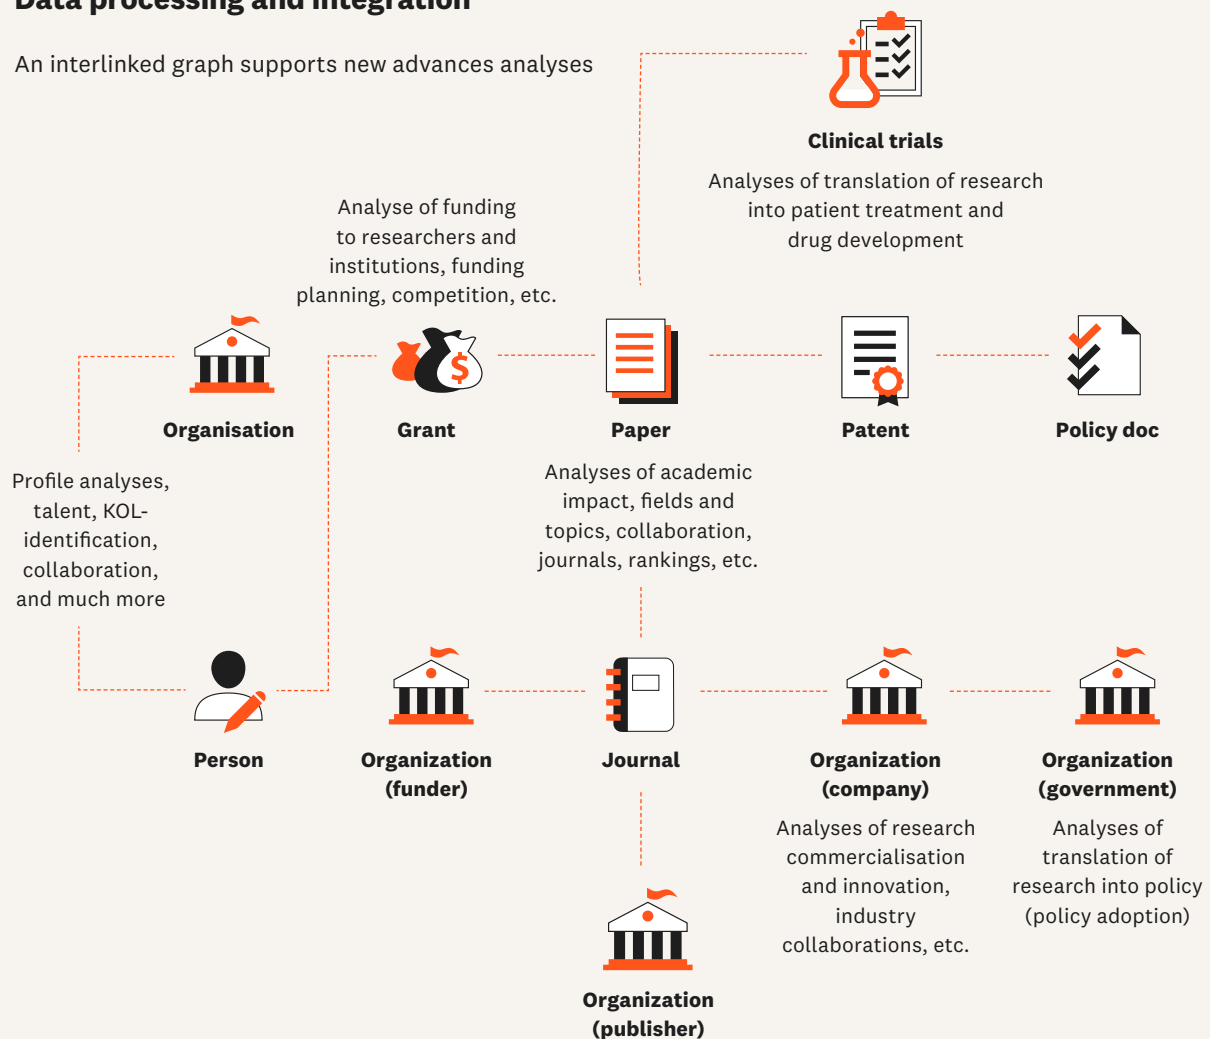 Data processing and integration
An interlinked graph supports new advances analyses
Clinical trials
Analyses of translation of research
into patient treatment and
drug development
Analyse of funding
to researchers and
institutions, funding
planning, competition, etc.
$
Organisation
Grant
Paper
Patent
Policy doc
Profile analyses,
talent, KOL-
identification,
collaboration,
and much more
Analyses of academic
impact, fields and
topics, collaboration,
journals, rankings, etc.
Person
Organization
(funder)
Journal
Organization
(company)
Analyses of research
commercialisation
and innovation,
industry
collaborations, etc.
Organization
(government)
Analyses of
translation of
research into policy
(policy adoption)
Organization
(publisher)